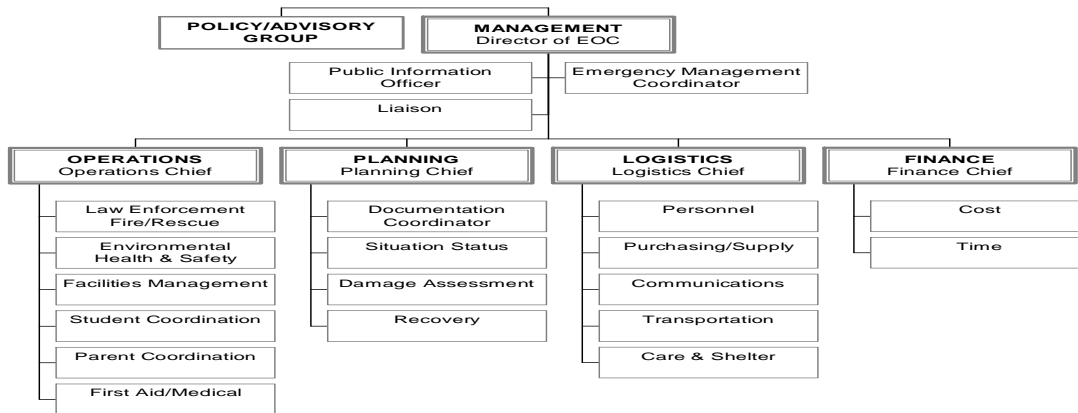 POLICY/ADVISORY
GROUP
MANAGEMENT
Director of EOC
Public Information
Officer
Emergency Management
Coordinator
Liaison
OPERATIONS
Operations Chief
Law Enforcement
Fire/Rescue
Environmental
Health & Safety
Facilities Management
Student Coordination
Parent Coordination
First Aid/Medical
PLANNING
Planning Chief
Documentation
Coordinator
Situation Status
Damage Assessment
Recovery
LOGISTICS
Logistics Chief
Personnel
Purchasing/Supply
Communications
Transportation
Care & Shelter
FINANCE
Finance Chief
Cost
Time